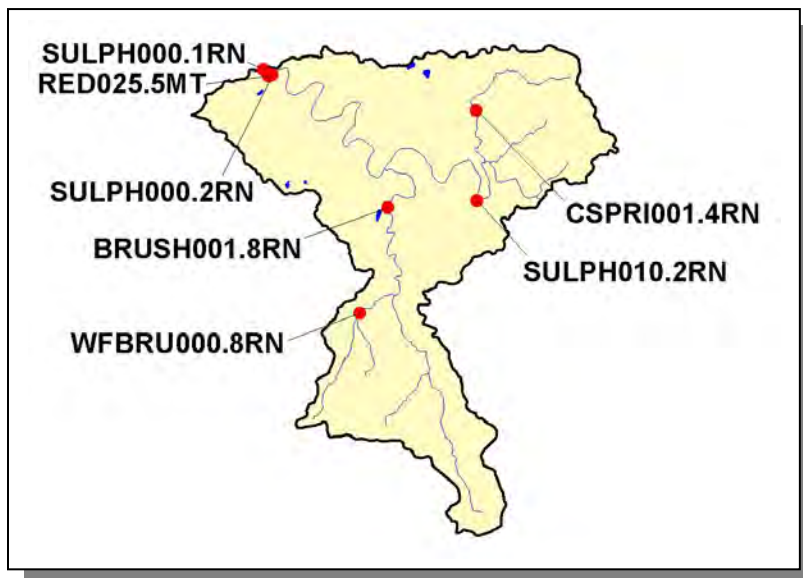 SULPH000.1RN
RED025.5MT
SULPH000.2RN
CSPRI001.4RN
BRUSH001.8RN
SULPH010.2RN
WFBRU000.8RN